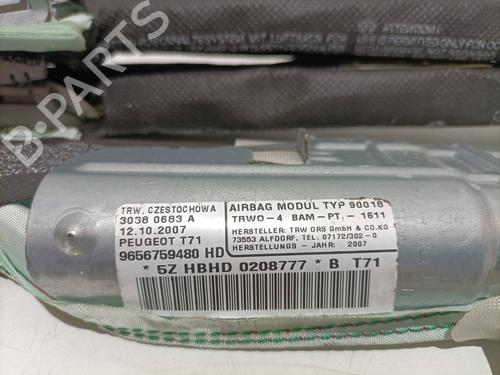 ATTENTION!
TRW, CZESTOCHOWA
3038 0683 A
12.10.2007
PEUGEOT T71
9656759480 HD
AIRBAG MODUL TYP 90018
TRWO-4 BAM-PT₁-1611
HERSTELLER: TRW ORS GmbH & CO.KG
73553 ALFDORF, TEL. 07172/302-0
HERSTELLUNGS - JAHR: 2007
* 5Z HBHD 0208777 * B T71
B-PARTS